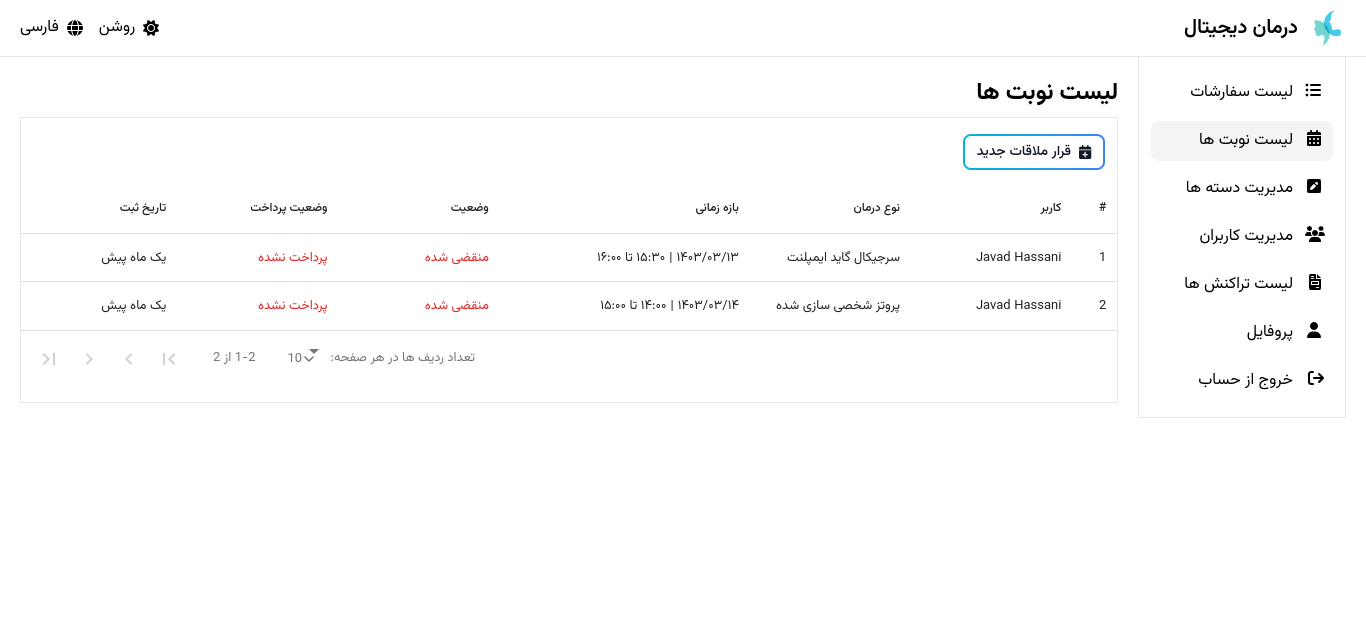 درمان دیجیتال
روشن
فارسی
لیست سفارشات
لیست نوبت ها
مدیریت دسته ها
مدیریت کاربران
لیست تراکنش ها
پروفایل
خروج از حساب
لیست نوبت ها
قرار ملاقات جدید
# کاربر نوع درمان بازه زمانی وضعیت وضعیت پرداخت تاریخ ثبت
1 Javad Hassani سرجیکال گاید ایمپلنت ۱۴۰۳/۰۳/۱۳ | ۱۵:۳۰ تا ۱۶:۰۰ منقضی شده پرداخت نشده یک ماه پیش
2 Javad Hassani پروتز شخصی سازی شده ۱۴۰۳/۰۳/۱۴ | ۱۴:۰۰ تا ۱۵:۰۰ منقضی شده پرداخت نشده یک ماه پیش
تعداد ردیف ها در هر صفحه: 10 1-2 از 2